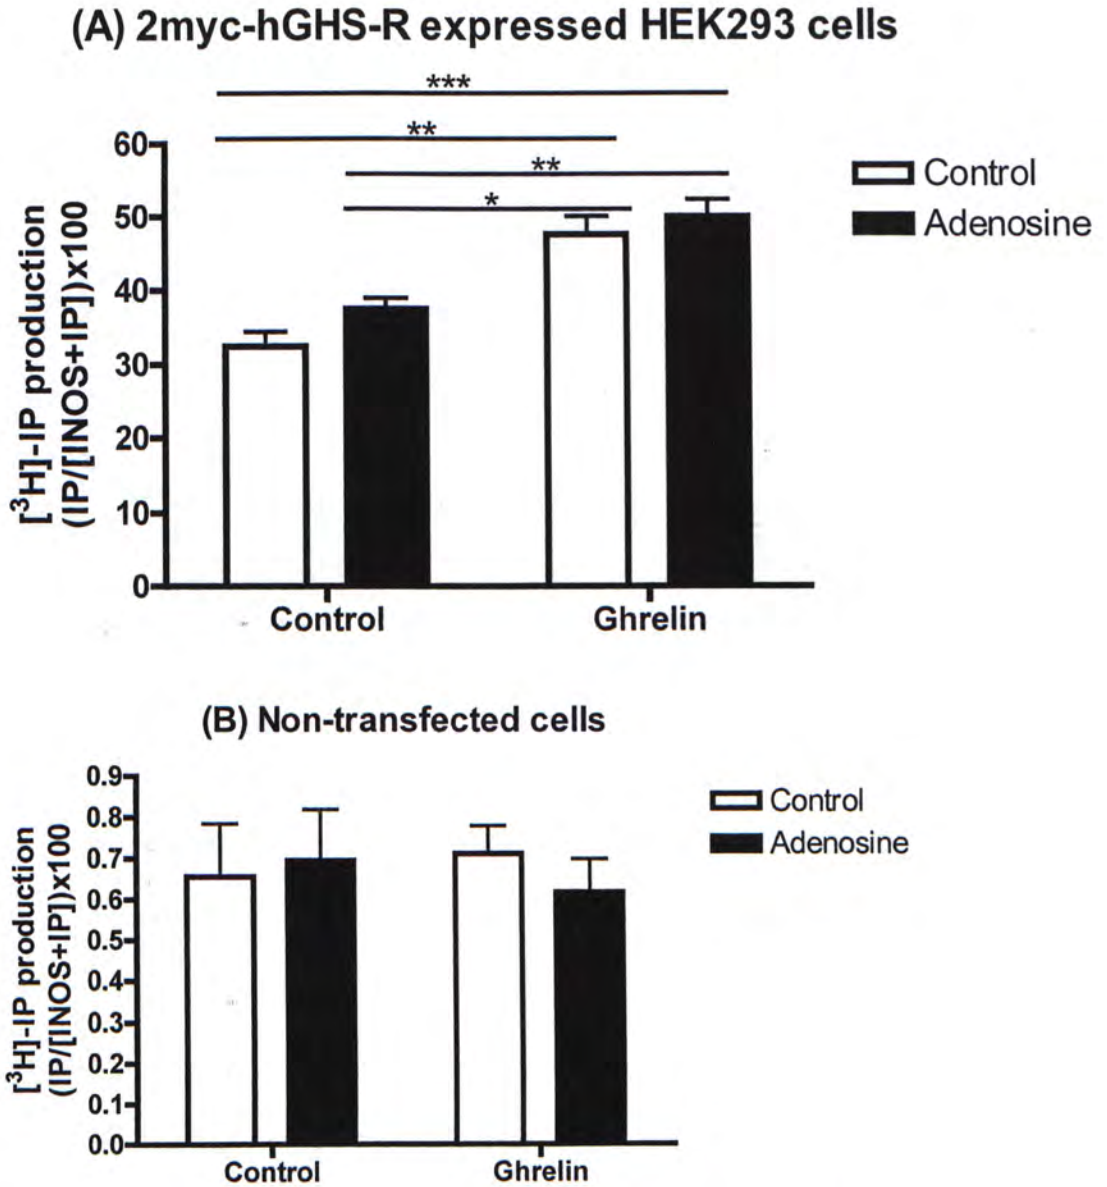 (A) 2myc-hGHS-R expressed HEK293 cells
***
**
**
*
60
50
40
30
20
10
0
[³H]-IP production
(IP/[INOS+IP])x100
Control
Adenosine
Control
Ghrelin
(B) Non-transfected cells
0.9
0.8
0.7
0.6
0.5
0.4
0.3
0.2
0.1
0.0
[³H]-IP production
(IP/[INOS+IP])x100
Control
Adenosine
Control
Ghrelin